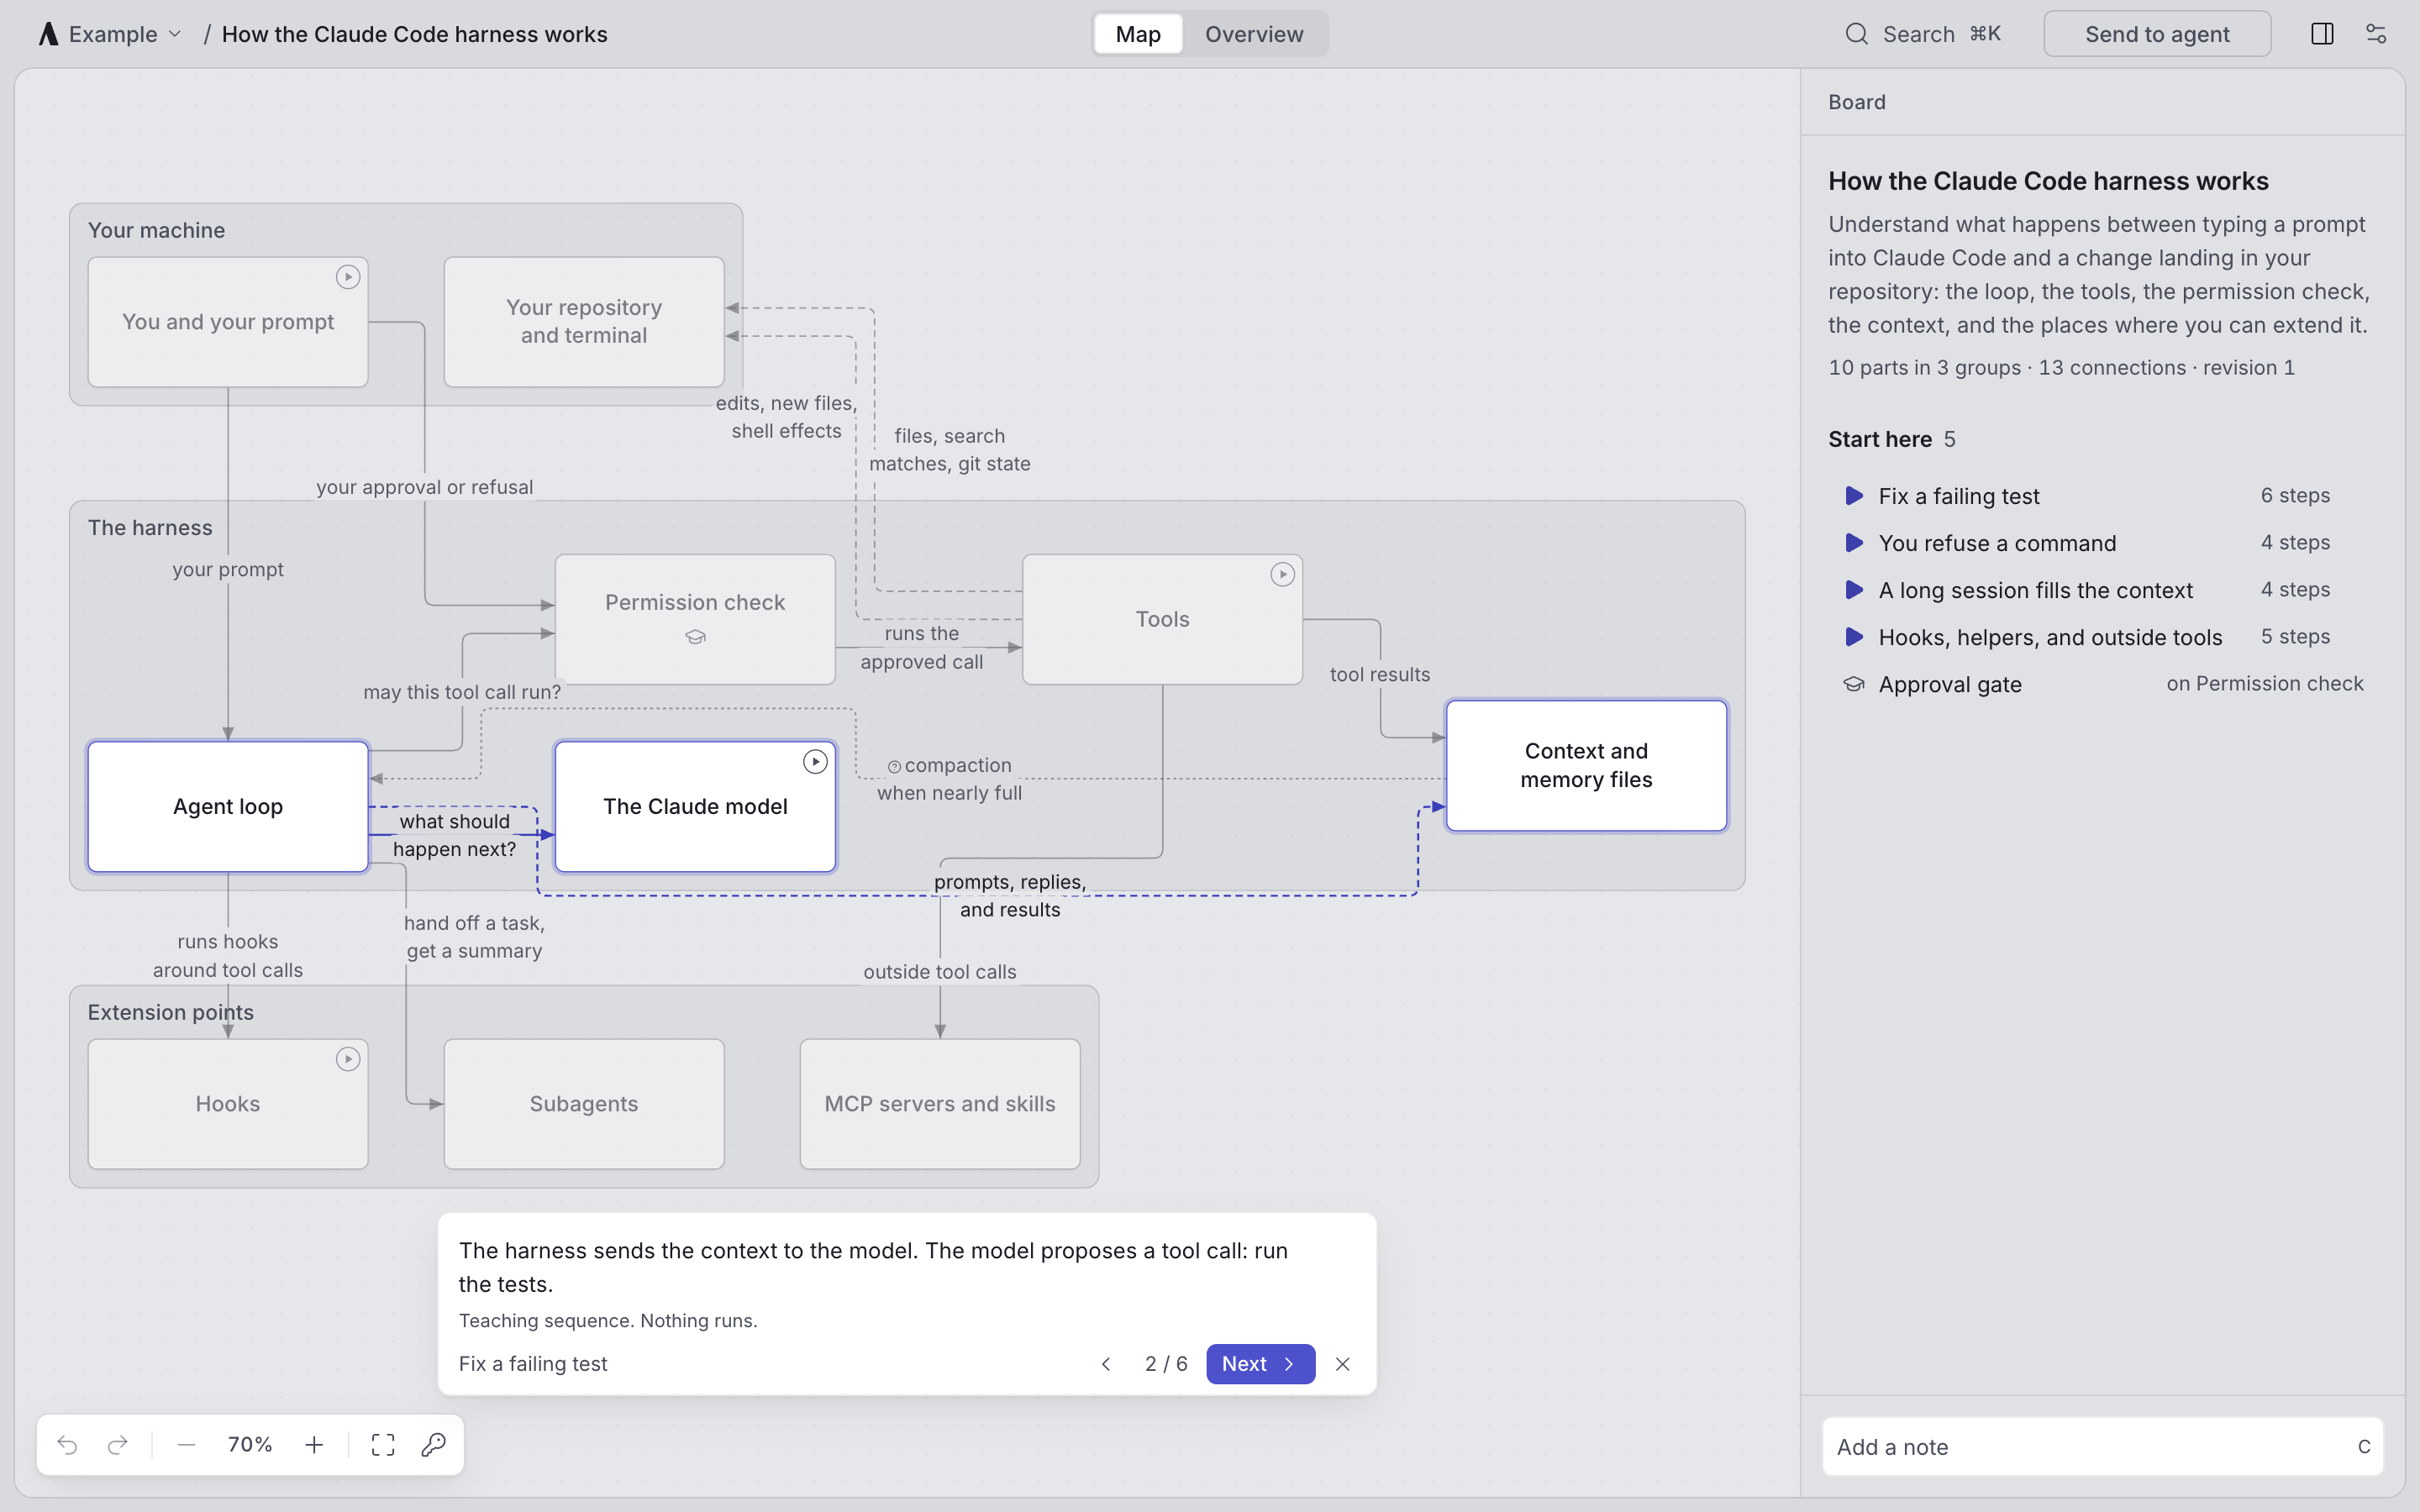 Example / How the Claude Code harness works
Map
Overview
Search ⌘K
Send to agent
Your machine
You and your prompt
Your repository
and terminal
edits, new files,
shell effects
files, search
matches, git state
your approval or refusal
The harness
your prompt
Permission check
runs the
approved call
Tools
tool results
may this tool call run?
Context and
memory files
compaction
when nearly full
Agent loop
what should
happen next?
The Claude model
prompts, replies,
and results
hand off a task,
get a summary
runs hooks
around tool calls
outside tool calls
Extension points
Hooks
Subagents
MCP servers and skills
The harness sends the context to the model. The model proposes a tool call: run
the tests.
Teaching sequence. Nothing runs.
Fix a failing test
2 / 6
Next
70%
Board
How the Claude Code harness works
Understand what happens between typing a prompt
into Claude Code and a change landing in your
repository: the loop, the tools, the permission check,
the context, and the places where you can extend it.
10 parts in 3 groups · 13 connections · revision 1
Start here 5
Fix a failing test 6 steps
You refuse a command 4 steps
A long session fills the context 4 steps
Hooks, helpers, and outside tools 5 steps
Approval gate on Permission check
Add a note C